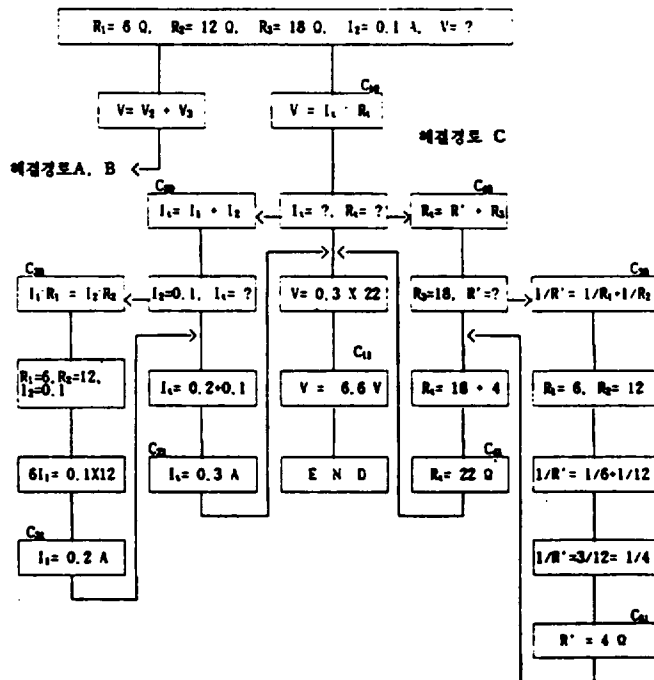 R₁= 6 Ω, R₂= 12 Ω, R₃= 18 Ω, I₂= 0.1 A, V= ?
V= V₂ + V₃
V = Iₜ · Rₜ
해결경로 C
해결경로A, B
Iₜ= I₁ + I₂
Iₜ= ?, Rₜ= ?
Rₜ= R' + R₃
I₁·R₁ = I₂·R₂
I₂=0.1, Iₜ= ?
V= 0.3 X 22
R₃=18, R'=?
1/R' = 1/R₁+1/R₂
R₁=6, R₂=12,
I₂=0.1
Iₜ= 0.2+0.1
C₁₁
V = 6.6 V
Rₜ= 18 + 4
R₁= 6, R₂= 12
6I₁= 0.1X12
Iₜ= 0.3 A
E N D
Rₜ= 22 Ω
1/R'= 1/6+1/12
I₁= 0.2 A
1/R'=3/12= 1/4
R' = 4 Ω